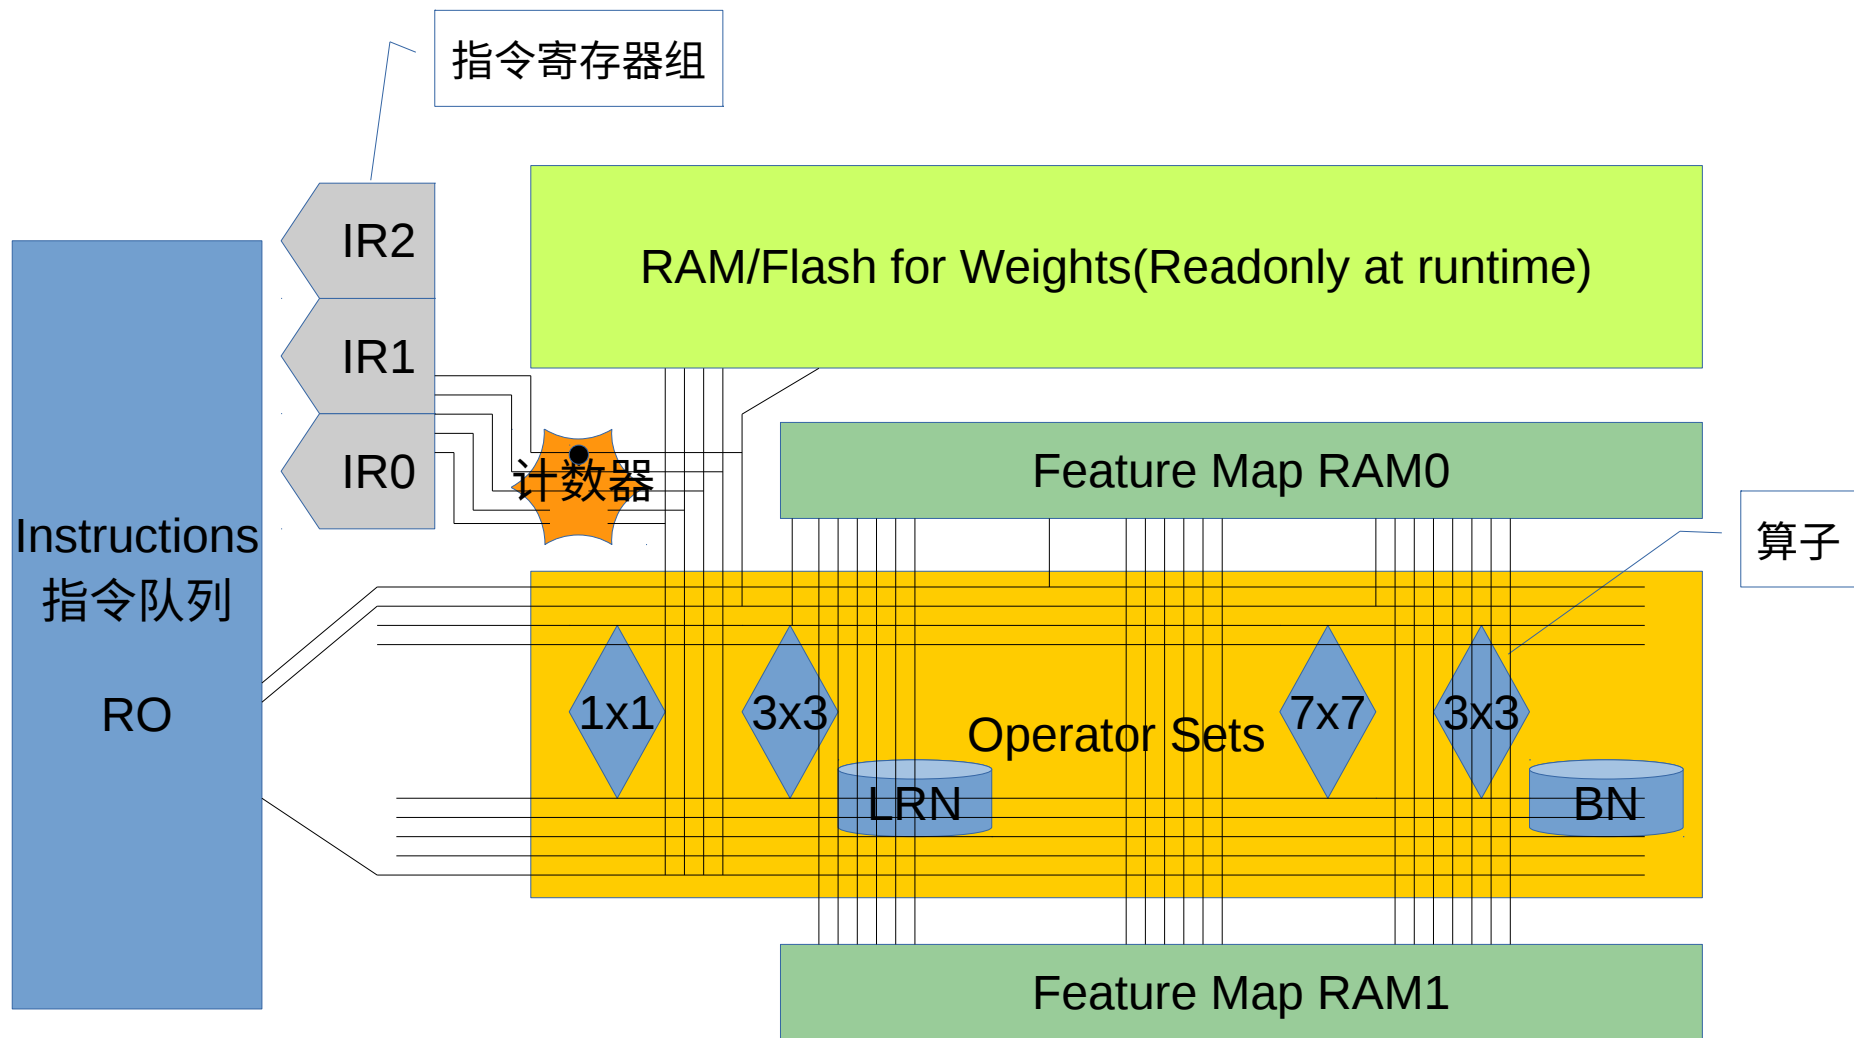 指令寄存器组
IR2
RAM/Flash for Weights(Readonly at runtime)
IR1
IR0
计数器
Feature Map RAM0
算子
Instructions
指令队列
RO
1x1
3x3
Operator Sets
7x7
3x3
LRN
BN
Feature Map RAM1